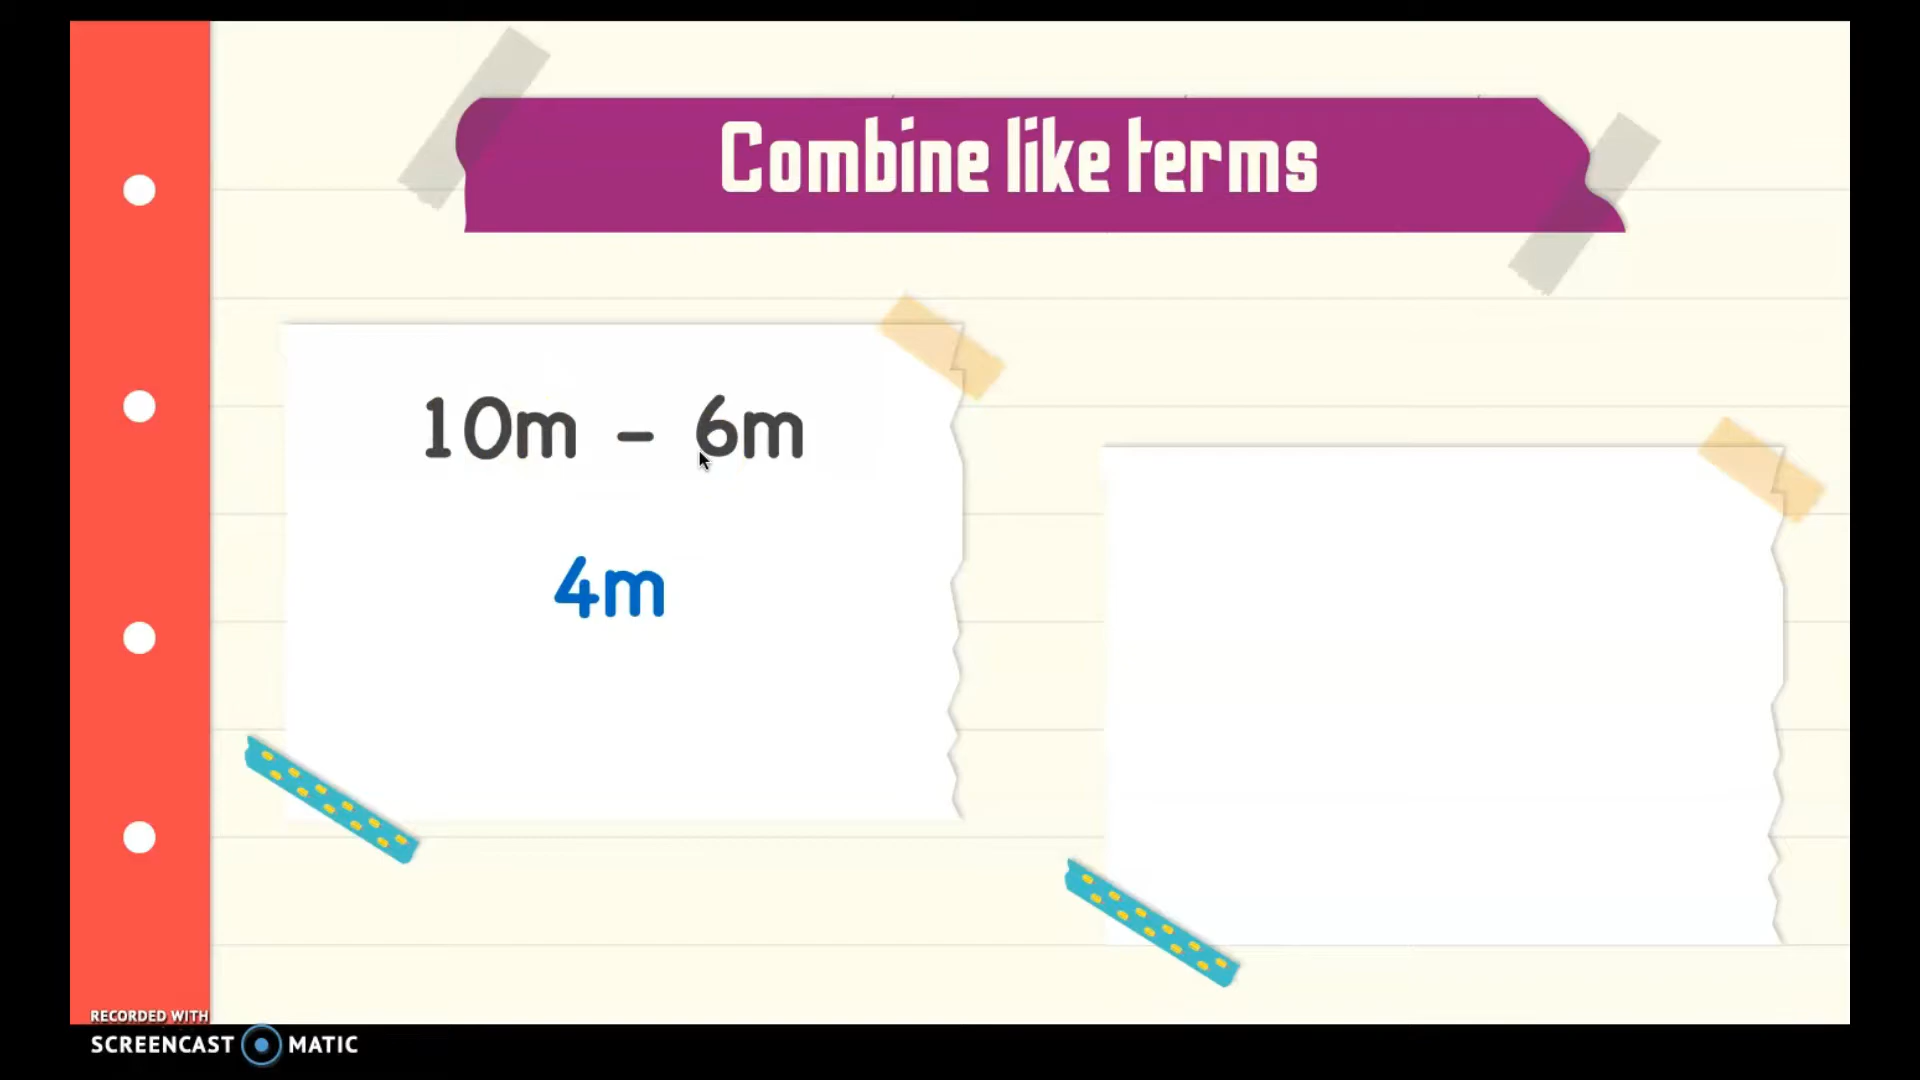 Combine like terms
10m - 6m
4m
RECORDED WITH
SCREENCAST MATIC